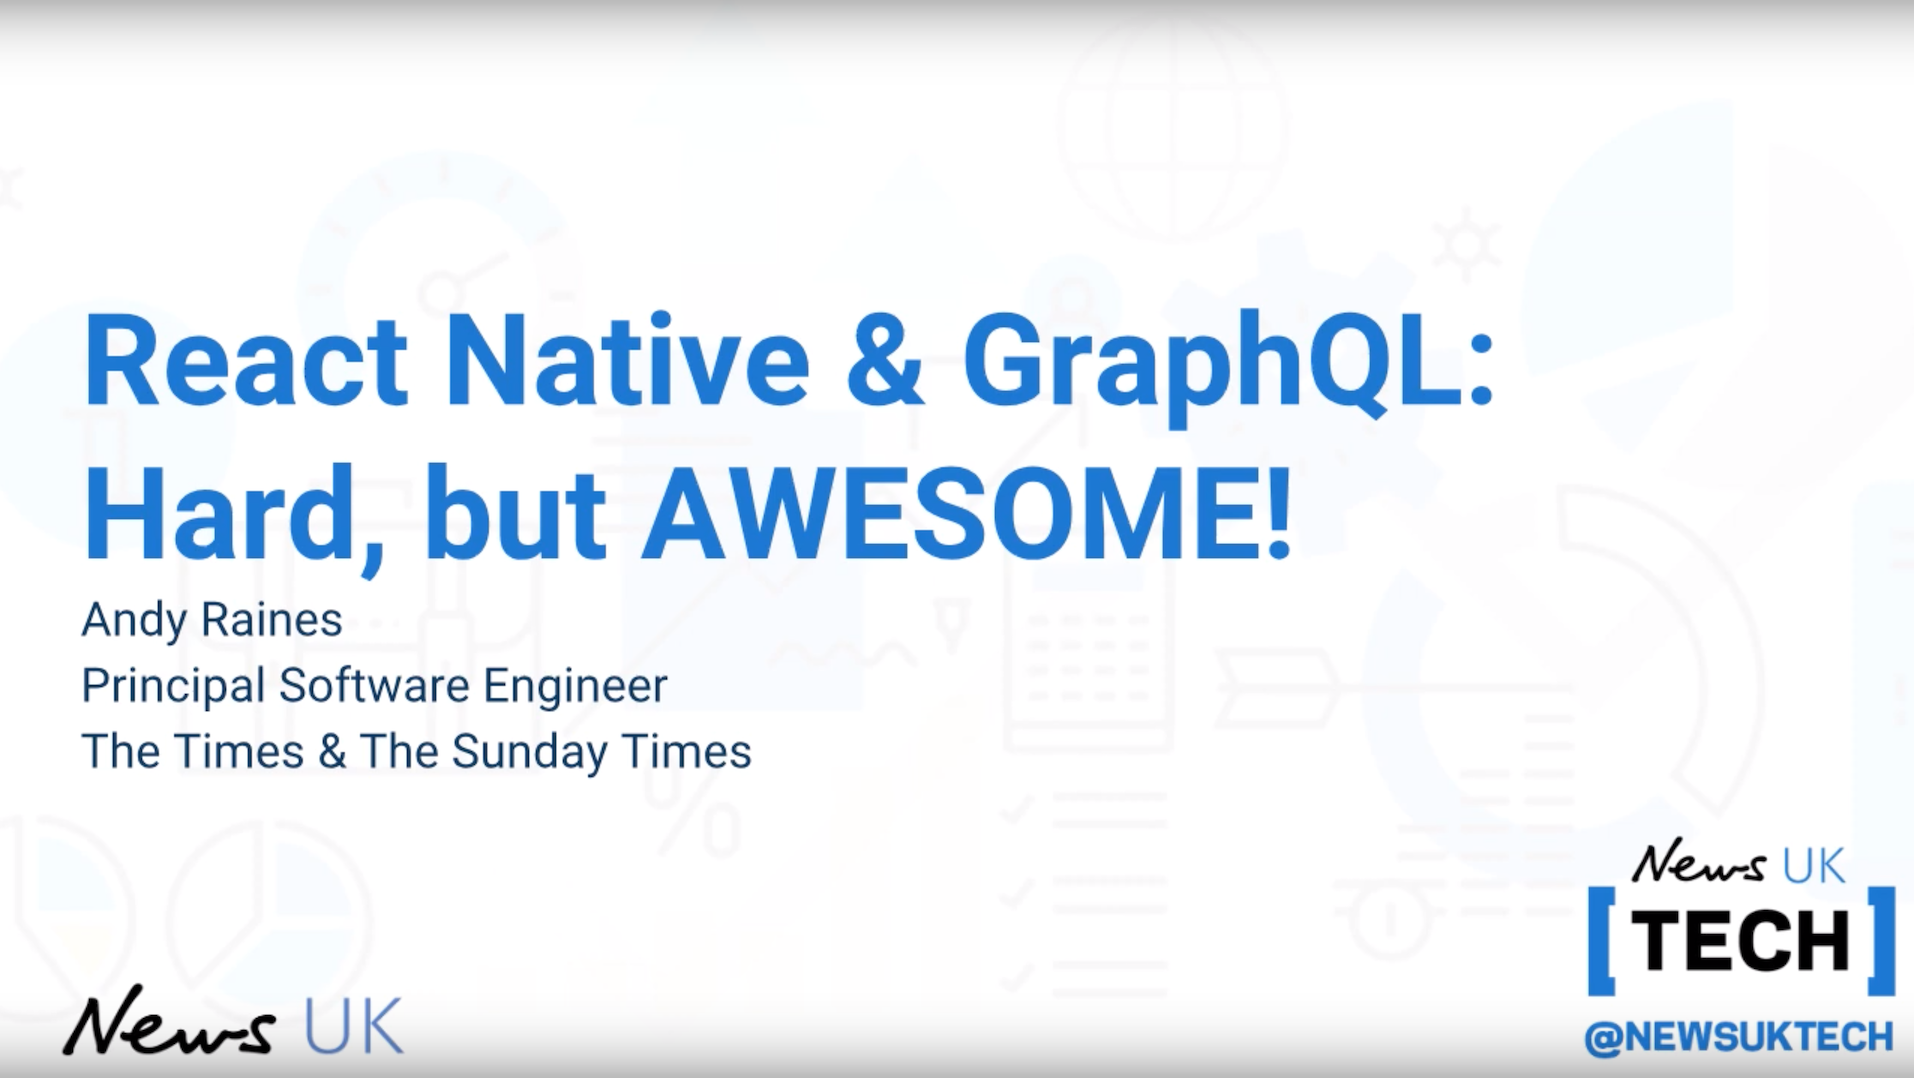 React Native & GraphQL:
Hard, but AWESOME!
Andy Raines
Principal Software Engineer
The Times & The Sunday Times
News UK
News UK
[TECH]
@NEWSUKTECH